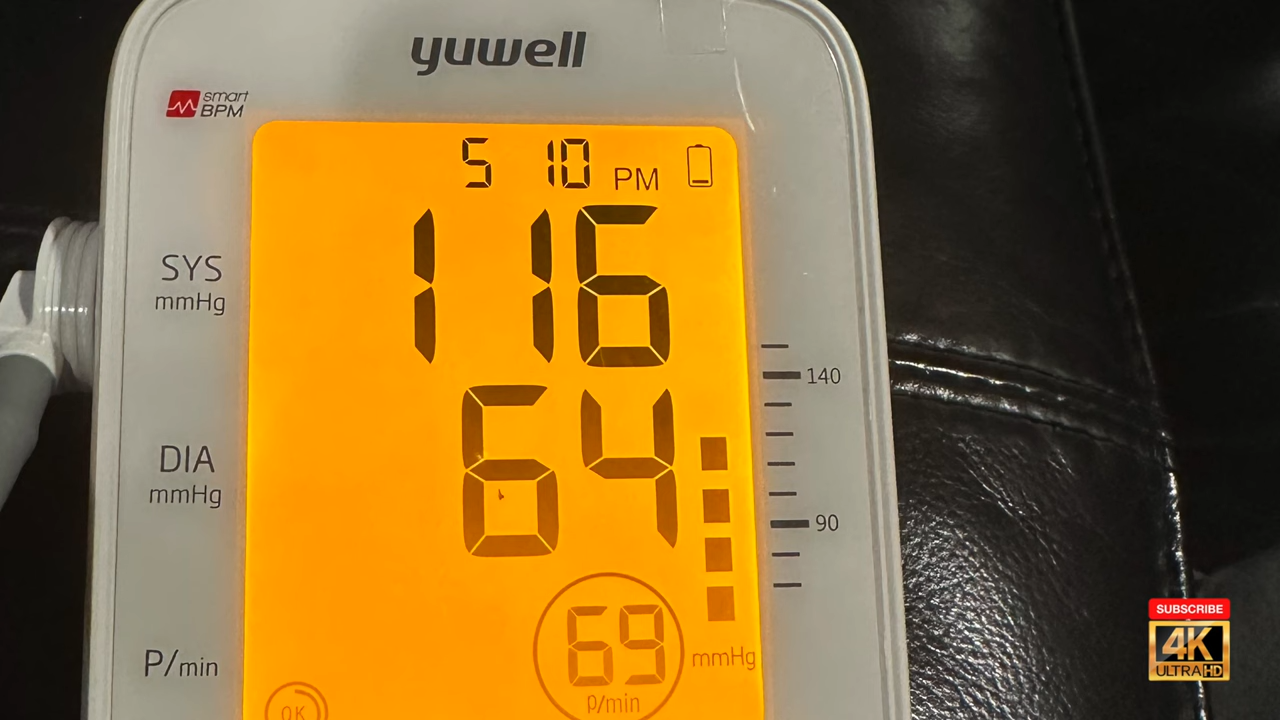 yuwell
smart
BPM
5 10 PM
SYS
mmHg
116
140
DIA
mmHg
64
90
P/min
69
p/min
mmHg
OK
SUBSCRIBE
4K
ULTRA HD